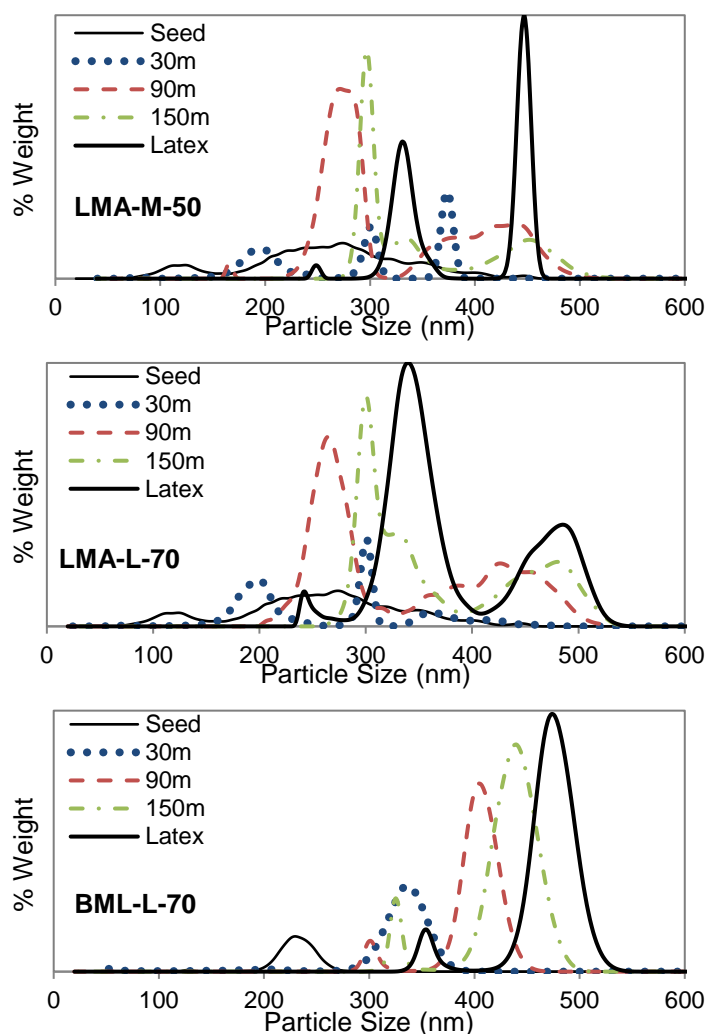 % Weight
Seed
30m
90m
150m
Latex
LMA-M-50
0 100 200 300 400 500 600
Particle Size (nm)
% Weight
Seed
30m
90m
150m
Latex
LMA-L-70
0 100 200 300 400 500 600
Particle Size (nm)
% Weight
Seed
30m
90m
150m
Latex
BML-L-70
0 100 200 300 400 500 600
Particle Size (nm)